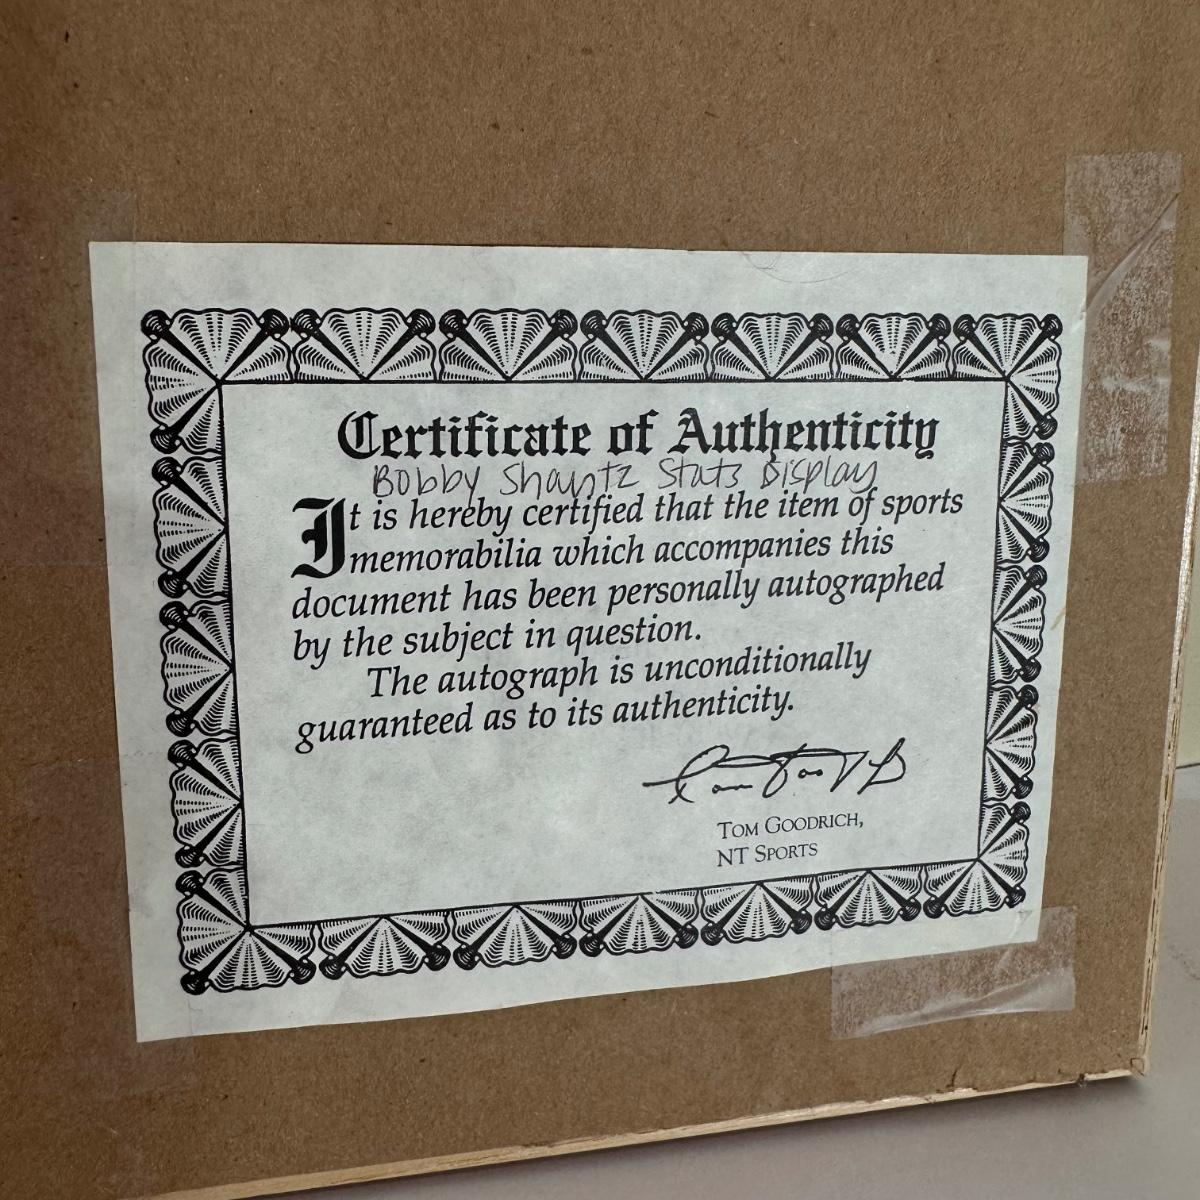 Certificate of Authenticity
Bobby Shantz Stats Display
It is hereby certified that the item of sports
memorabilia which accompanies this
document has been personally autographed
by the subject in question.
The autograph is unconditionally
guaranteed as to its authenticity.
TOM GOODRICH,
NT SPORTS